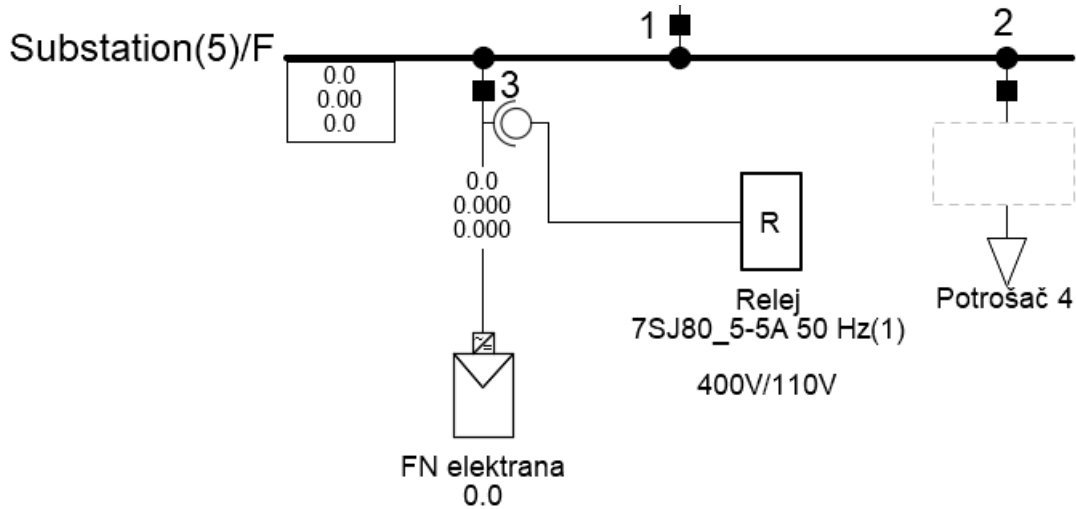 1
2
Substation(5)/F
0.0
0.00
0.0
3
0.0
0.000
0.000
R
Relej
7SJ80_5-5A 50 Hz(1)
400V/110V
Potrošač 4
FN elektrana
0.0